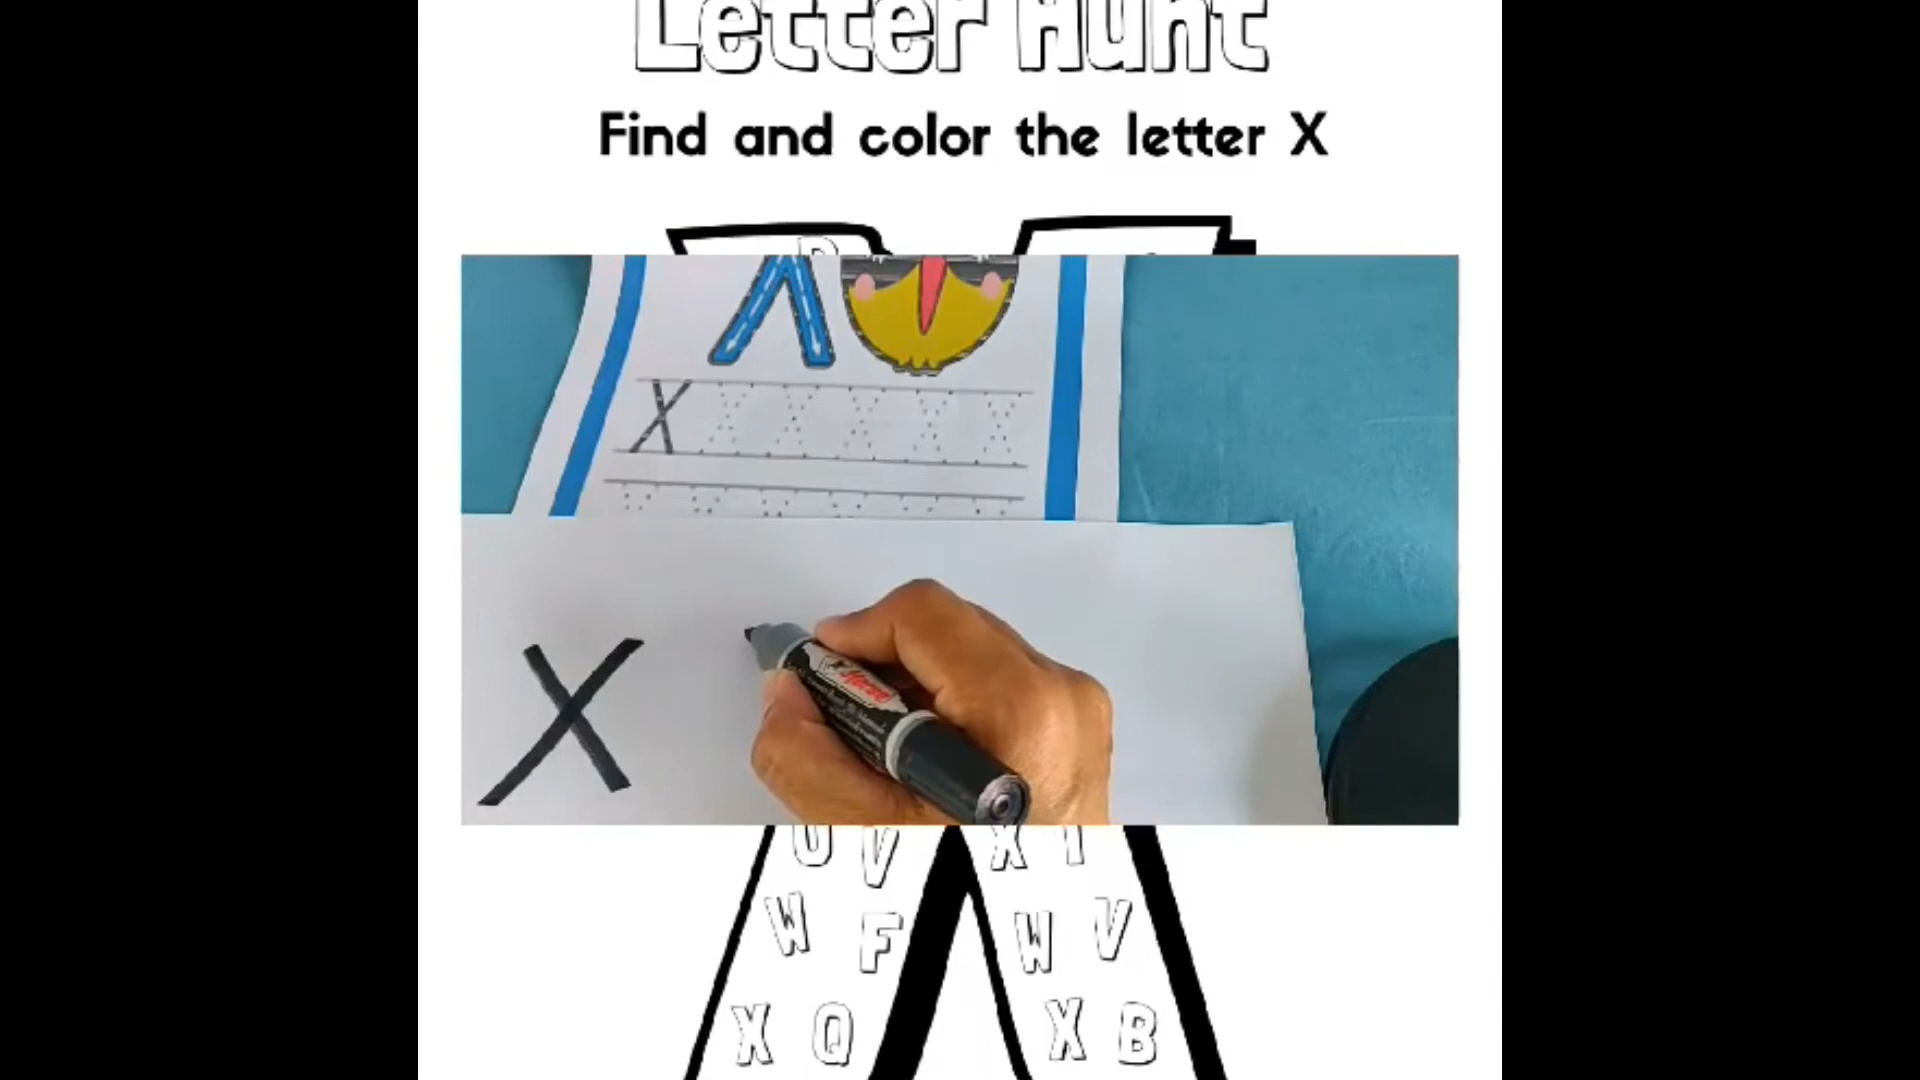 Letter Hunt
Find and color the letter X
X
X X X X X X
X
U V X
W F W V
X Q X B